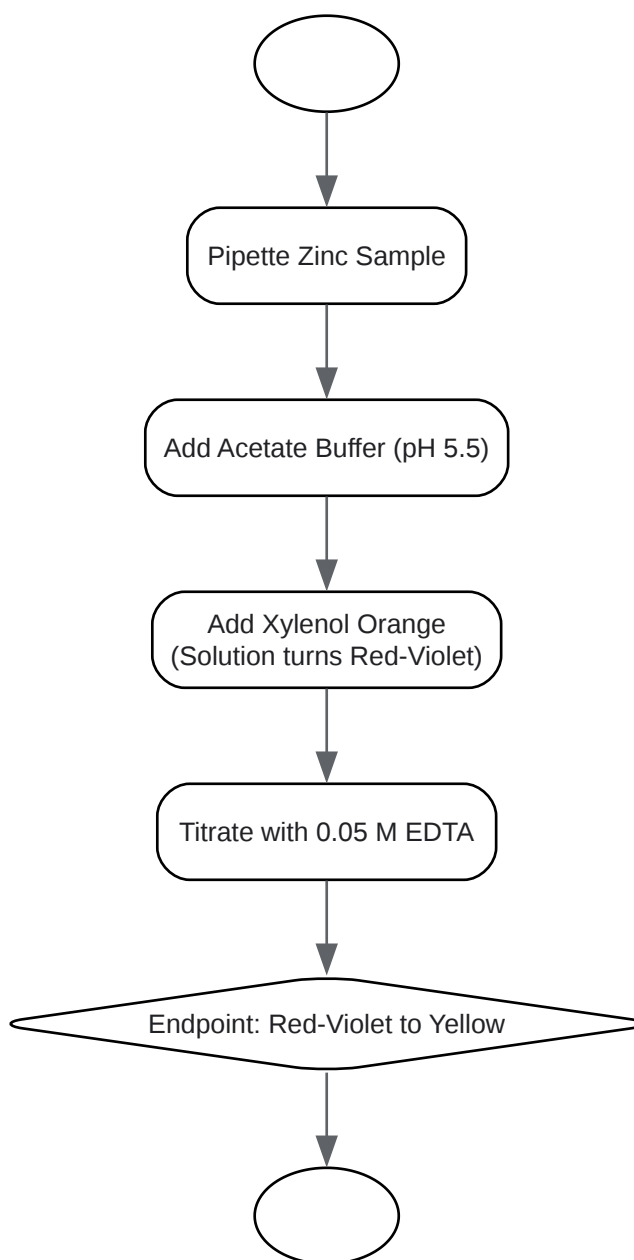 Pipette Zinc Sample
Add Acetate Buffer (pH 5.5)
Add Xylenol Orange
(Solution turns Red-Violet)
Titrate with 0.05 M EDTA
Endpoint: Red-Violet to Yellow